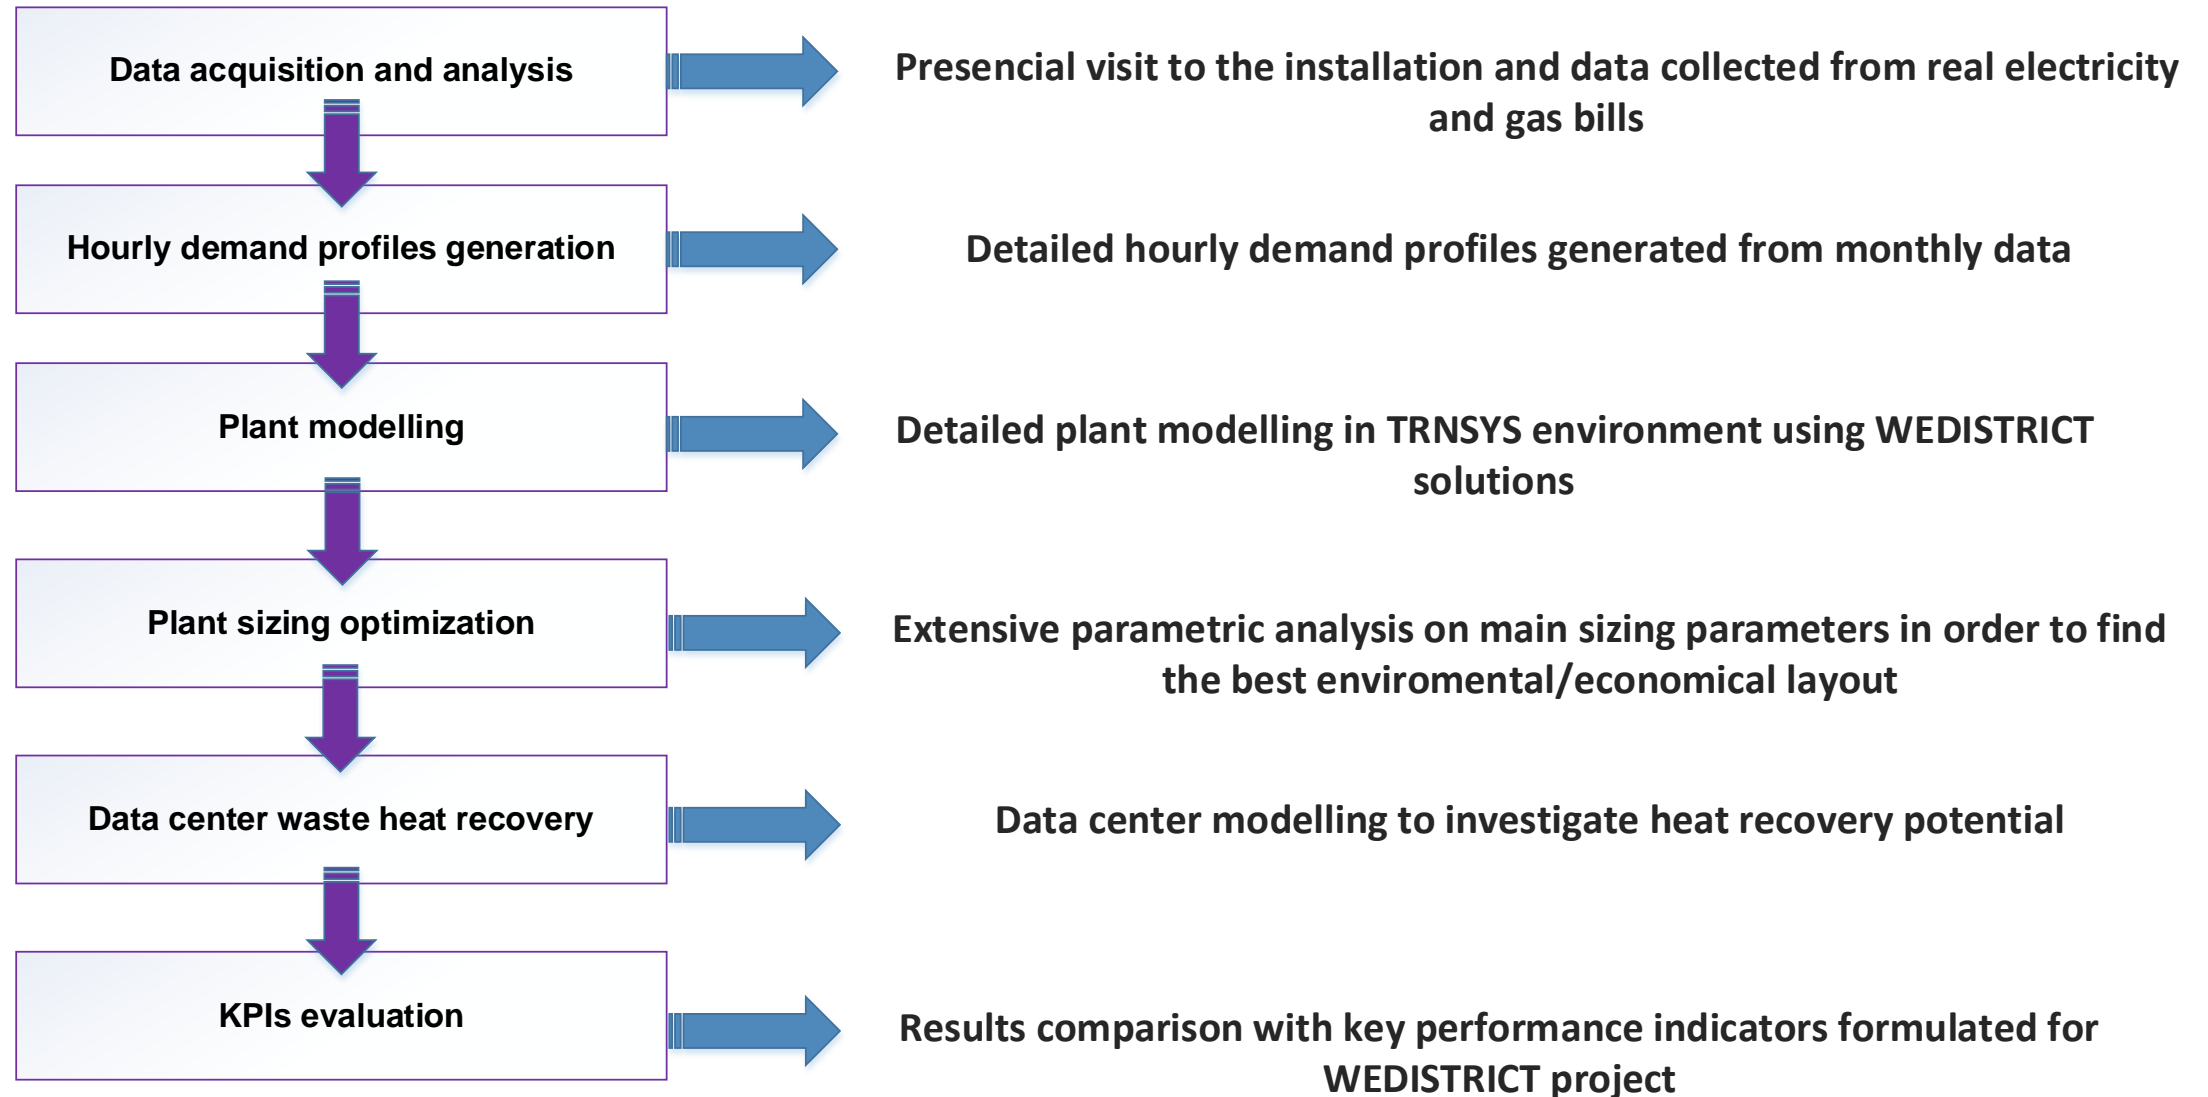 Data acquisition and analysis
Presencial visit to the installation and data collected from real electricity
and gas bills
Hourly demand profiles generation
Detailed hourly demand profiles generated from monthly data
Plant modelling
Detailed plant modelling in TRNSYS environment using WEDISTRICT
solutions
Plant sizing optimization
Extensive parametric analysis on main sizing parameters in order to find
the best enviromental/economical layout
Data center waste heat recovery
Data center modelling to investigate heat recovery potential
KPIs evaluation
Results comparison with key performance indicators formulated for
WEDISTRICT project